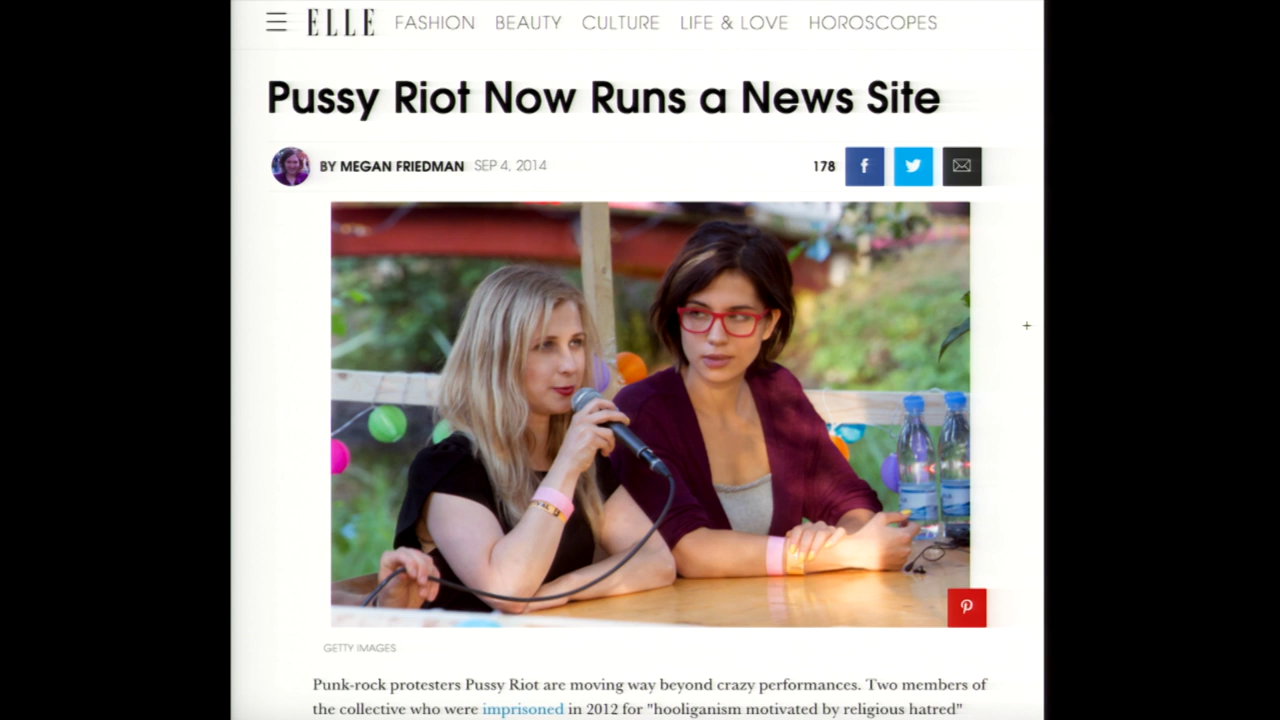 ELLE FASHION BEAUTY CULTURE LIFE & LOVE HOROSCOPES
Pussy Riot Now Runs a News Site
BY MEGAN FRIEDMAN SEP 4, 2014
178
GETTY IMAGES
Punk-rock protesters Pussy Riot are moving way beyond crazy performances. Two members of
the collective who were imprisoned in 2012 for "hooliganism motivated by religious hatred"